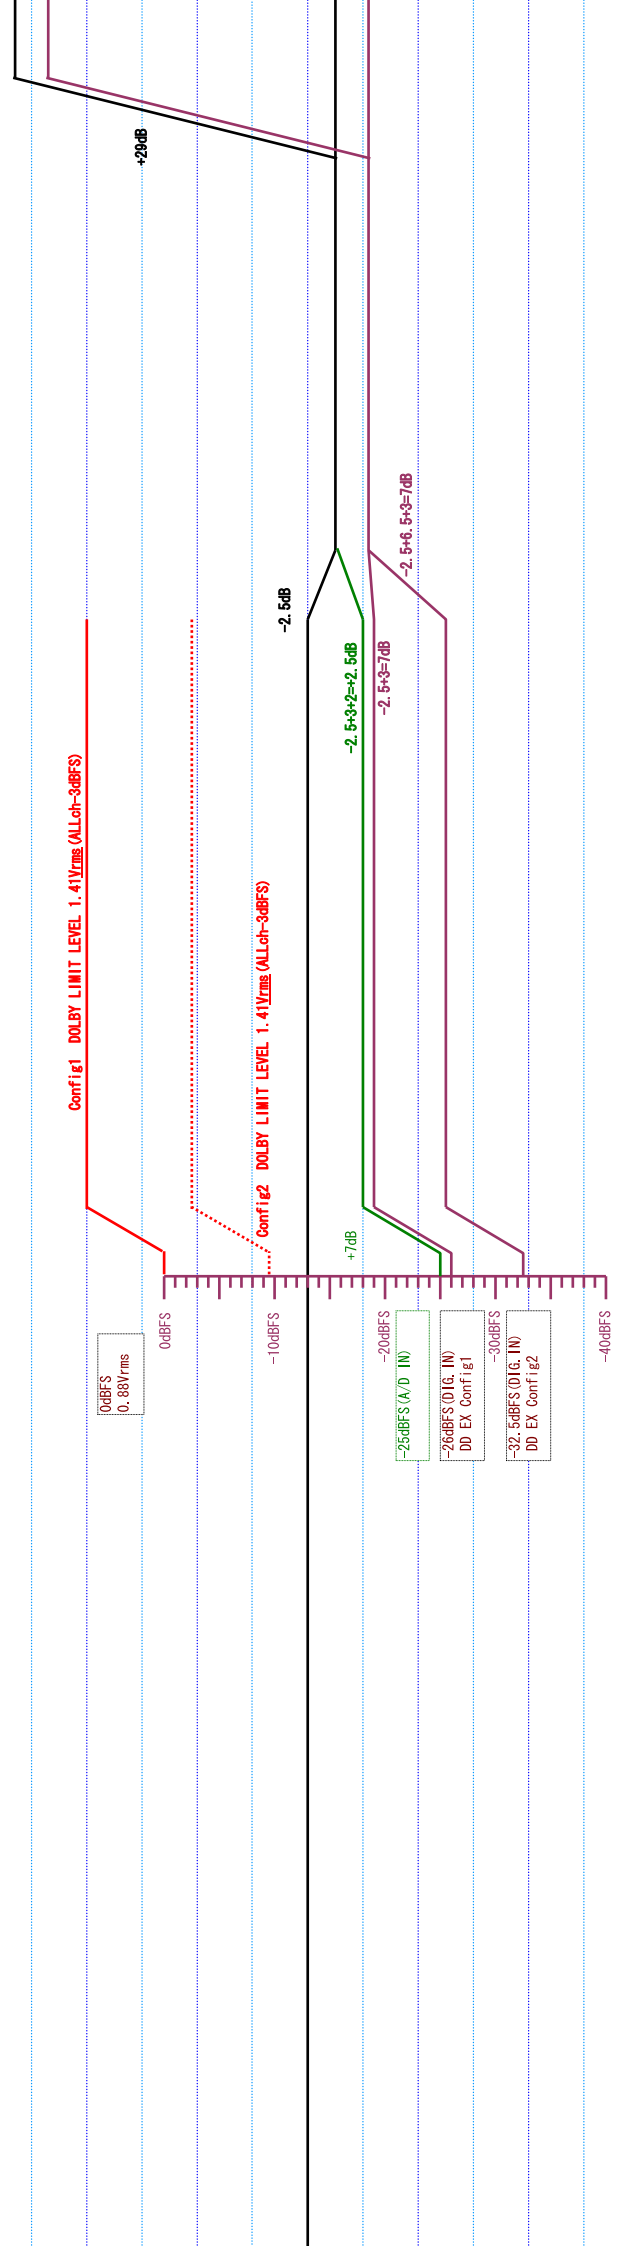 +29dB
-2.5+6.5+3=7dB
-2.5dB
-2.5+3+2=+2.5dB
-2.5+3=7dB
Config1 DOLBY LIMIT LEVEL 1.41Vrms(ALLch-3dBFS)
Config2 DOLBY LIMIT LEVEL 1.41Vrms(ALLch-3dBFS)
+7dB
0dBFS
-10dBFS
-20dBFS
-30dBFS
-40dBFS
0dBFS
0.88Vrms
-25dBFS(A/D IN)
-26dBFS(DIG.IN)
DD EX Config1
-32.5dBFS(DIG.IN)
DD EX Config2